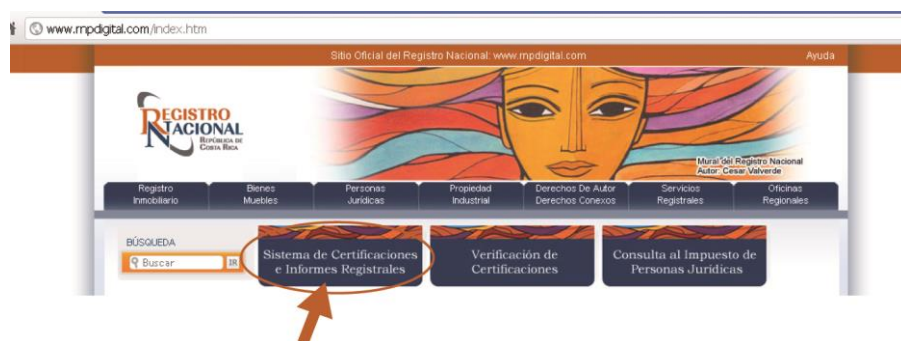 www.rnpdigital.com/index.htm
Sitio Oficial del Registro Nacional: www.rnpdigital.com
Ayuda
REGISTRO
NACIONAL
REPÚBLICA DE
COSTA RICA
Mural del Registro Nacional
Autor: Cesar Valverde
Registro
Inmobiliario
Bienes
Muebles
Personas
Jurídicas
Propiedad
Industrial
Derechos De Autor
Derechos Conexos
Servicios
Registrales
Oficinas
Regionales
BÚSQUEDA
Buscar
IR
Sistema de Certificaciones
e Informes Registrales
Verificación de
Certificaciones
Consulta al Impuesto de
Personas Jurídicas